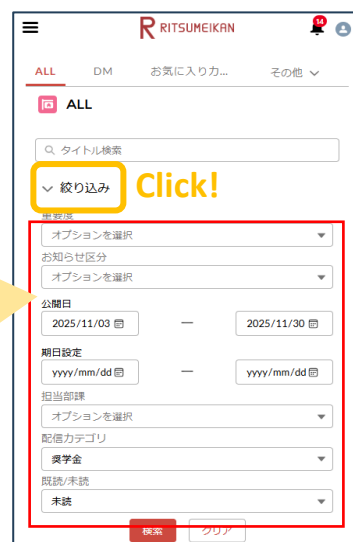 RITSUMEIKAN
14
ALL DM お気に入りカ... その他
ALL
タイトル検索
絞り込み Click!
重要度
オプションを選択
お知らせ区分
オプションを選択
公開日
2025/11/03 — 2025/11/30
期日設定
yyyy/mm/dd — yyyy/mm/dd
担当部課
オプションを選択
配信カテゴリ
奨学金
既読/未読
未読
検索 クリア